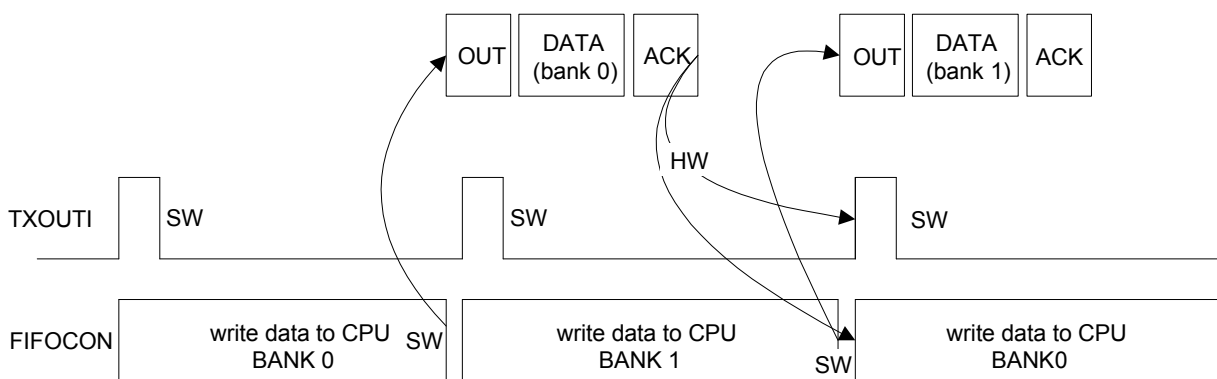 OUT
DATA
(bank 0)
ACK
OUT
DATA
(bank 1)
ACK
HW
TXOUTI
SW
SW
SW
FIFOCON
write data to CPU
BANK 0
SW
write data to CPU
BANK 1
SW
write data to CPU
BANK0